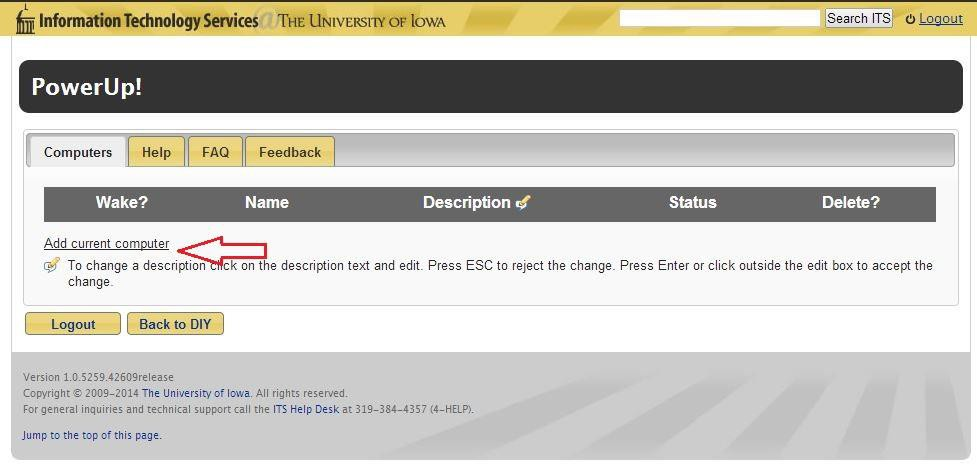 Information Technology Services@THE UNIVERSITY OF IOWA
Search ITS
Logout
PowerUp!
Computers Help FAQ Feedback
Wake? Name Description Status Delete?
Add current computer
To change a description click on the description text and edit. Press ESC to reject the change. Press Enter or click outside the edit box to accept the
change.
Logout Back to DIY
Version 1.0.5259.42609release
Copyright © 2009-2014 The University of Iowa. All rights reserved.
For general inquiries and technical support call the ITS Help Desk at 319-384-4357 (4-HELP).
Jump to the top of this page.